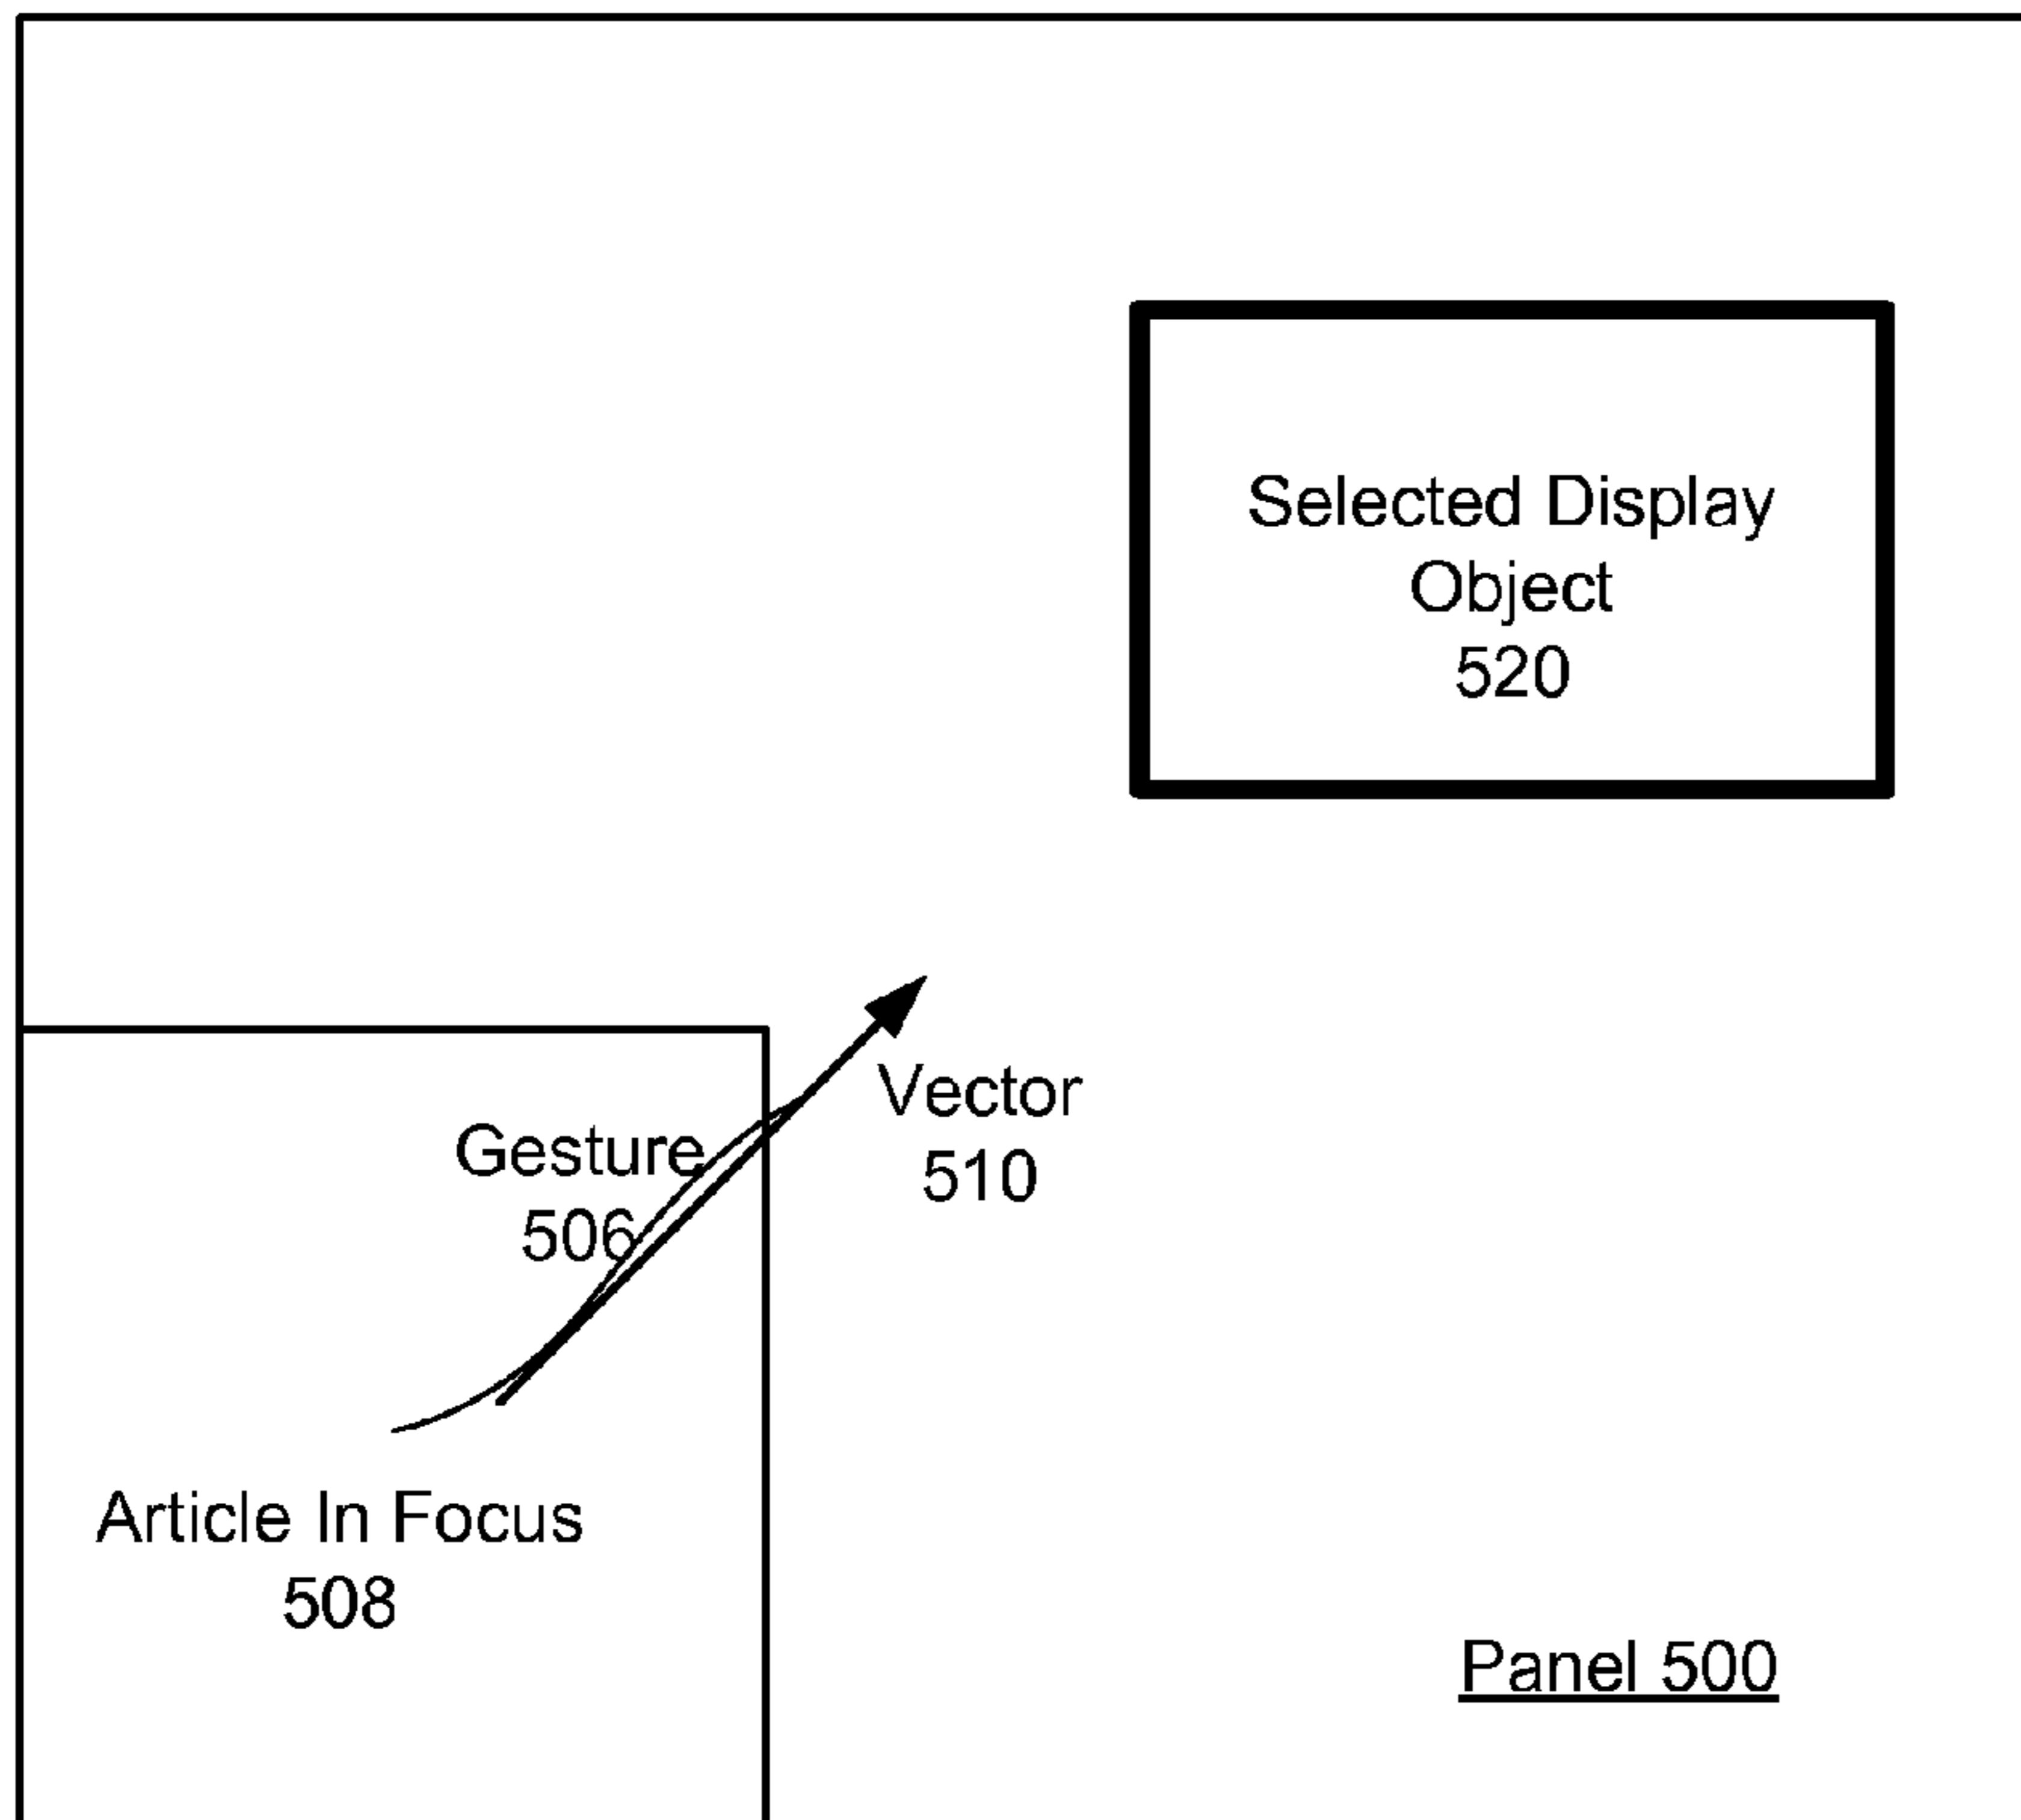 Selected Display
Object
520
Vector
510
Gesture
506
Article In Focus
508
Panel 500